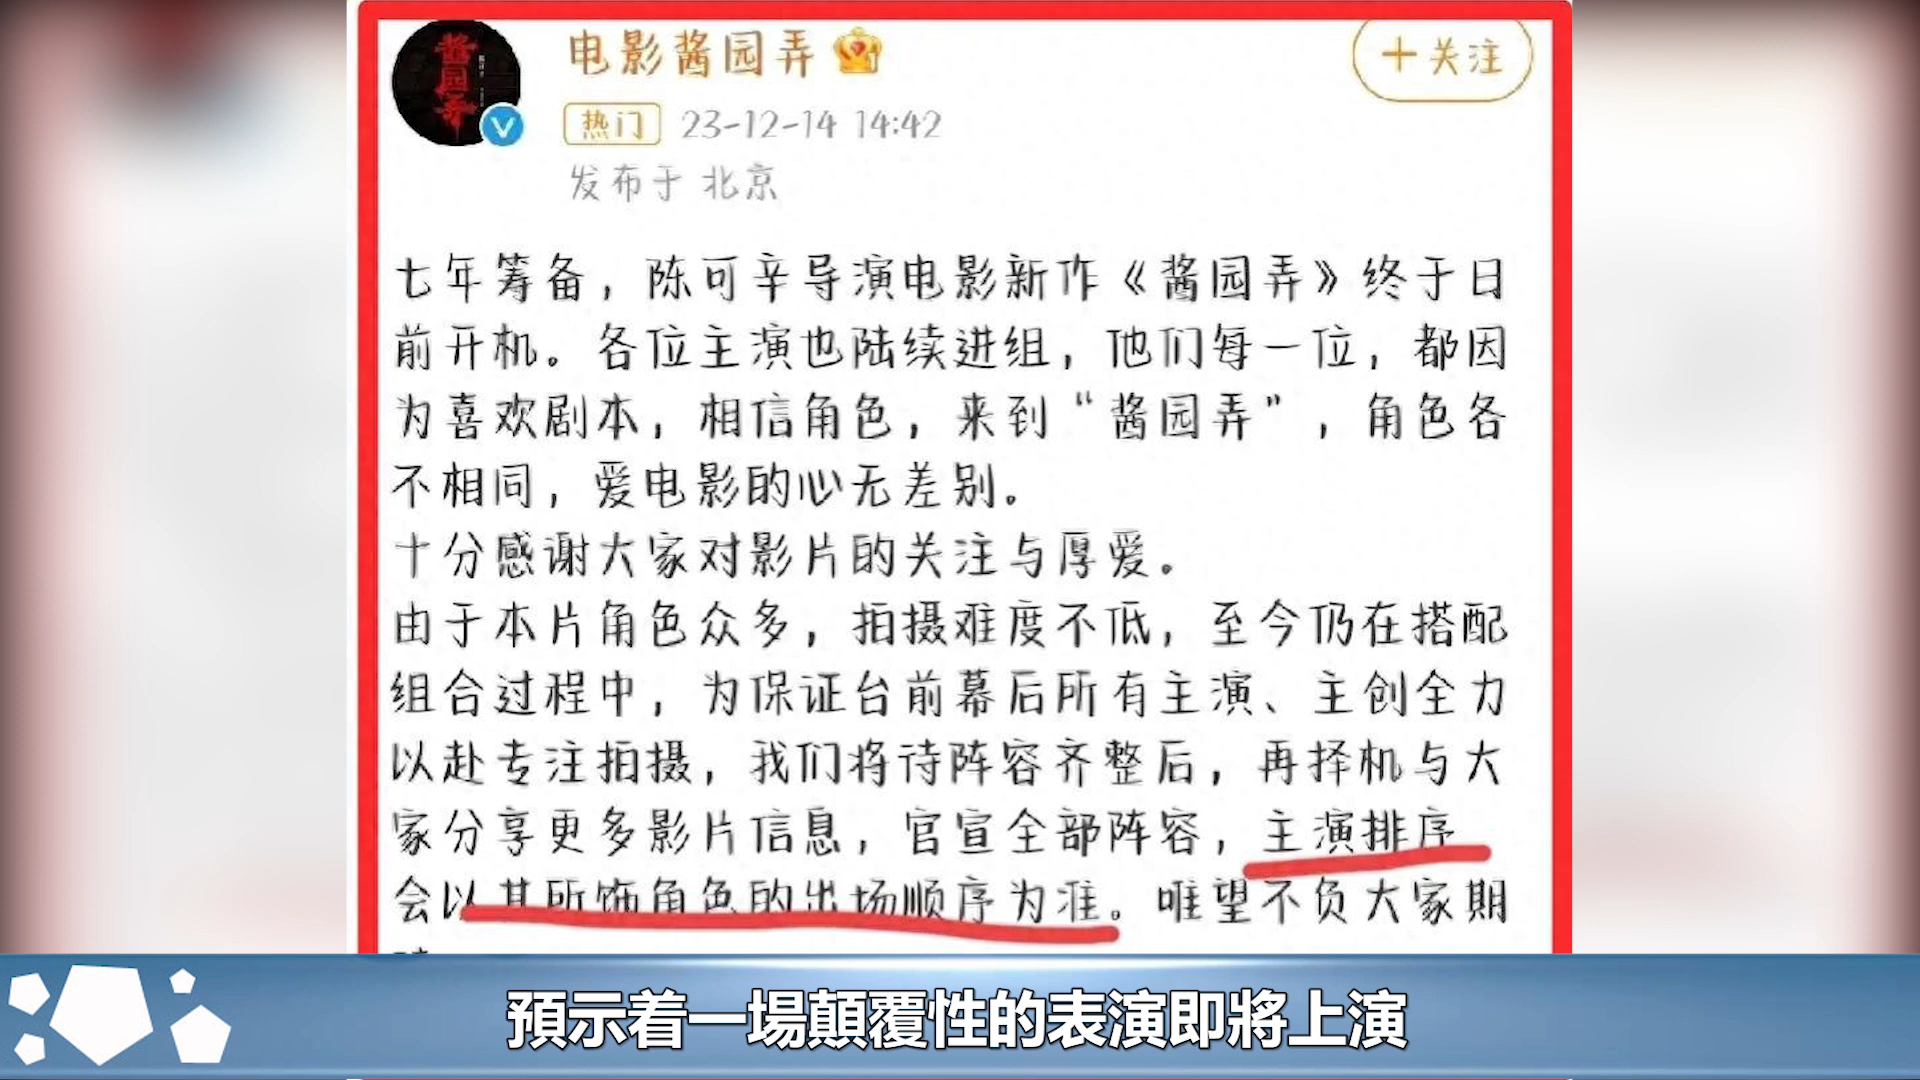 酱园弄
电影酱园弄
+关注
热门 23-12-14 14:42
发布于 北京
七年筹备，陈可辛导演电影新作《酱园弄》终于日
前开机。各位主演也陆续进组，他们每一位，都因
为喜欢剧本，相信角色，来到“酱园弄”，角色各
不相同，爱电影的心无差别。
十分感谢大家对影片的关注与厚爱。
由于本片角色众多，拍摄难度不低，至今仍在搭配
组合过程中，为保证台前幕后所有主演、主创全力
以赴专注拍摄，我们将待阵容齐整后，再择机与大
家分享更多影片信息，官宣全部阵容，主演排序
会以其所饰角色的出场顺序为准。唯望不负大家期
預示着一場顛覆性的表演即將上演